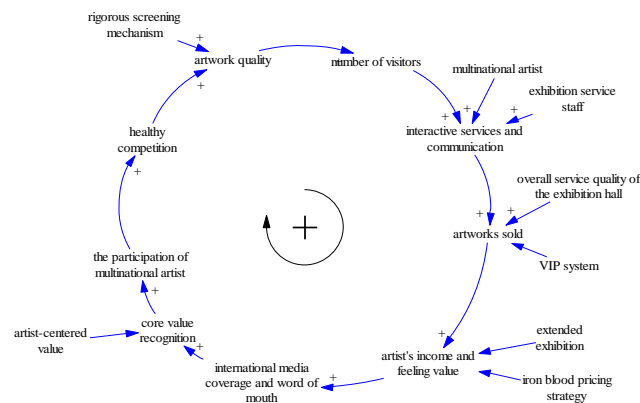 rigorous screening
mechanism
+
artwork quality
+
+
number of visitors
multinational artist
exhibition service
staff
+
+
+
interactive services and
communication
healthy
competition
+
overall service quality of
the exhibition hall
+
+
artworks sold
VIP system
+
the participation of
multinational artist
+
artist-centered
value
core value
recognition
+
extended
exhibition
+
artist's income and
feeling value
iron blood pricing
strategy
+
international media
coverage and word of
mouth